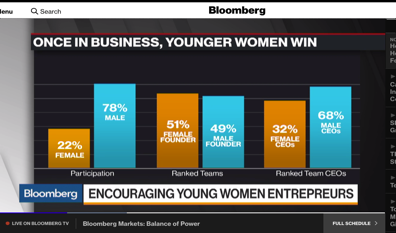 Menu
Search
Bloomberg
ONCE IN BUSINESS, YOUNGER WOMEN WIN
78%
MALE
22%
FEMALE
51%
FEMALE
FOUNDER
49%
MALE
FOUNDER
32%
FEMALE
CEOs
68%
MALE
CEOs
Participation
Ranked Teams
Ranked Team CEOs
Bloomberg
ENCOURAGING YOUNG WOMEN ENTREPREURS
LIVE ON BLOOMBERG TV
Bloomberg Markets: Balance of Power
FULL SCHEDULE